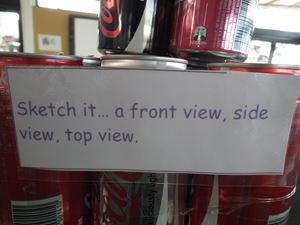 Sketch it... a front view, side
view, top view.